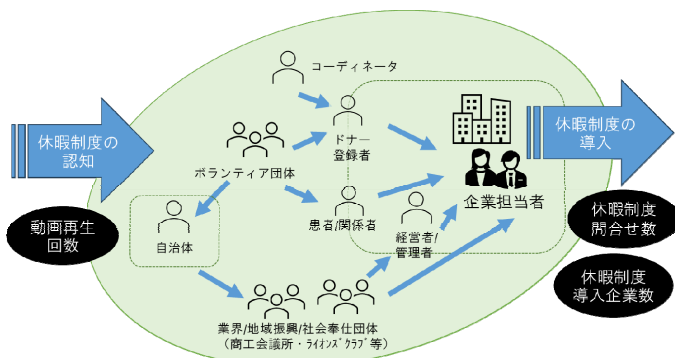 コーディネータ
休暇制度の
認知
ドナー
登録者
休暇制度の
導入
ボランティア団体
企業担当者
動画再生
回数
患者/関係者
経営者/
管理者
休暇制度
問合せ数
自治体
休暇制度
導入企業数
業界/地域振興/社会奉仕団体
（商工会議所・ﾗｲｵﾝｽﾞｸﾗﾌﾞ等）